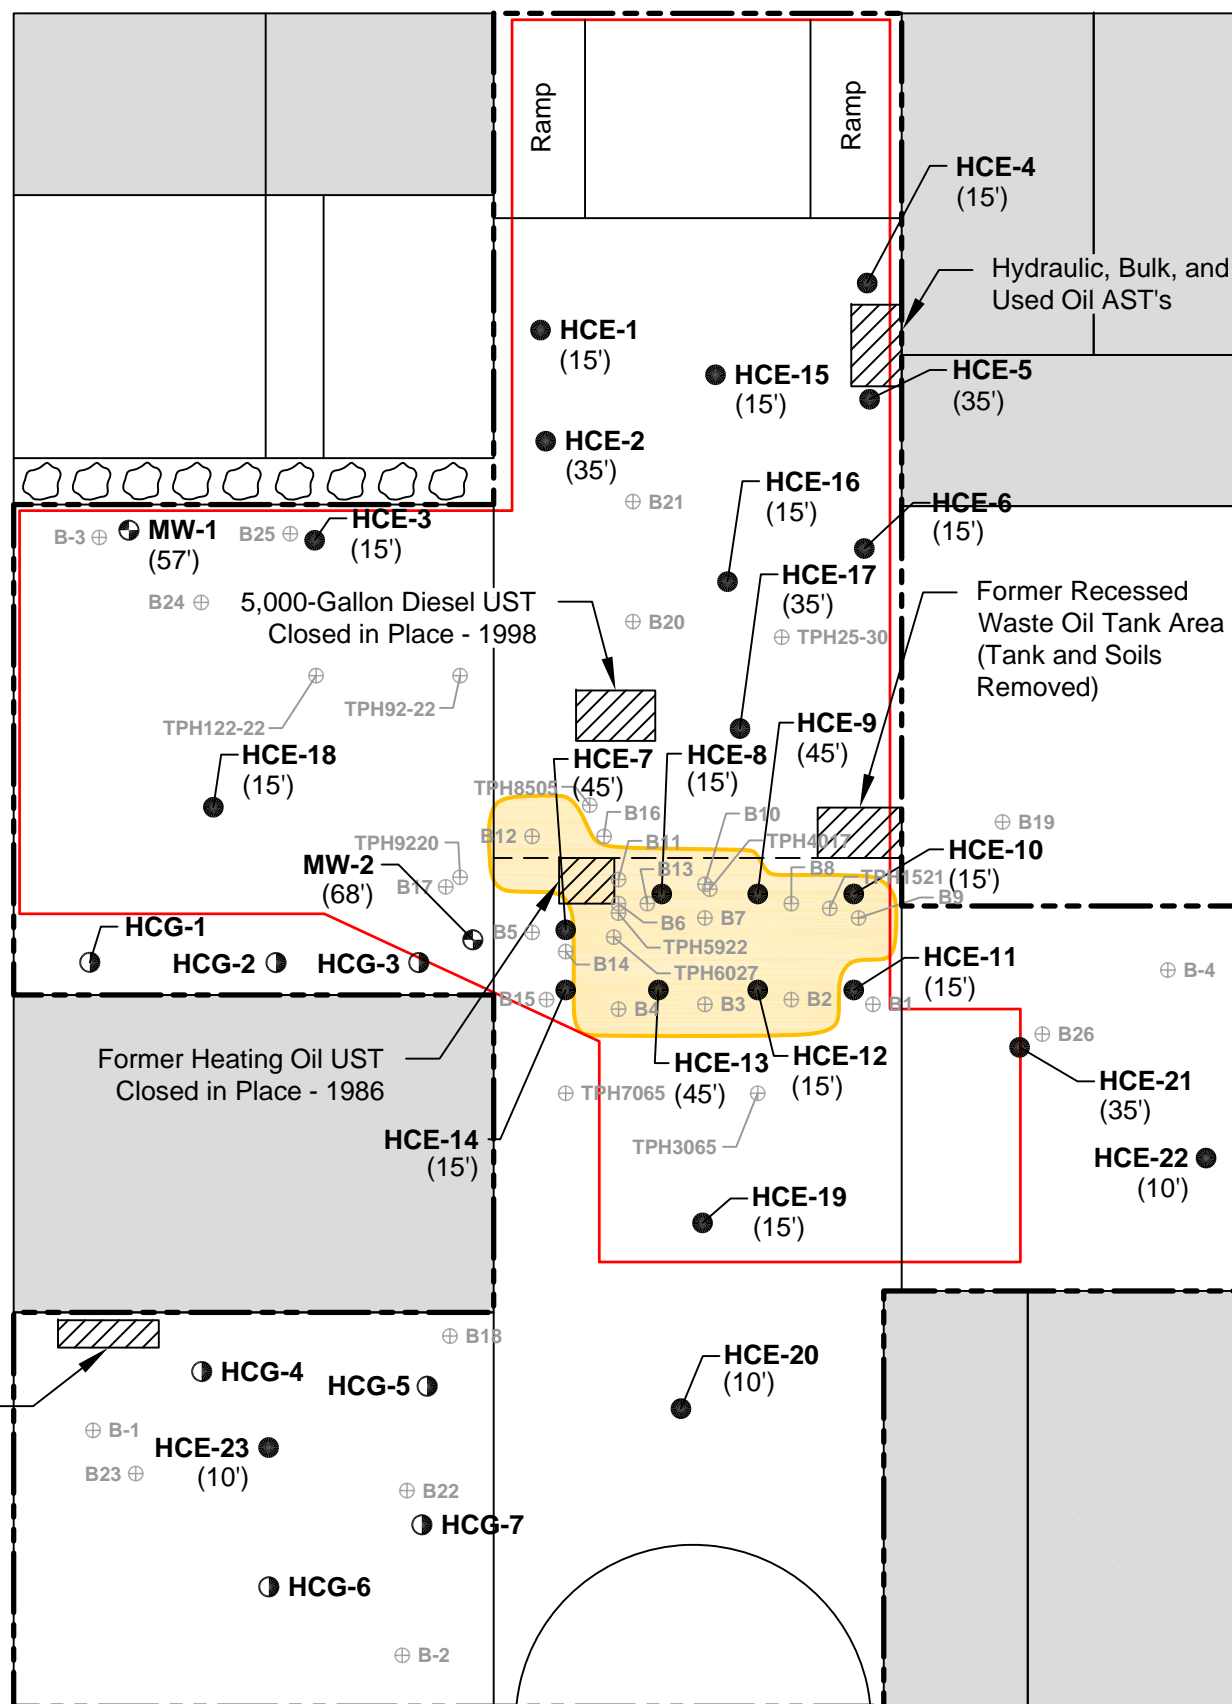 Ramp
Ramp
HCE-4
(15')
Hydraulic, Bulk, and
Used Oil AST's
HCE-1
(15')
HCE-15
(15')
HCE-5
(35')
HCE-2
(35')
HCE-16
(15')
B21
HCE-6
(15')
B-3
MW-1
(57')
B25
HCE-3
(15')
HCE-17
(35')
B24
5,000-Gallon Diesel UST
Closed in Place - 1998
B20
TPH25-30
Former Recessed
Waste Oil Tank Area
(Tank and Soils
Removed)
TPH122-22
TPH92-22
HCE-18
(15')
HCE-7
(45')
HCE-8
(15')
HCE-9
(45')
TPH8505
B16
B10
B12
B11
TPH4017
B19
TPH9220
B13
B8
TPH1521
HCE-10
(15')
MW-2
(68')
B17
B6
B7
B9
B5
TPH5922
HCG-1
HCG-2
HCG-3
B14
TPH6027
HCE-11
(15')
B-4
B15
B4
B3
B2
B1
B26
Former Heating Oil UST
Closed in Place - 1986
HCE-13
(45')
HCE-12
(15')
HCE-21
(35')
TPH7065
HCE-14
(15')
TPH3065
HCE-22
(10')
HCE-19
(15')
B18
HCG-4
HCG-5
HCE-20
(10')
B-1
HCE-23
(10')
B23
B22
HCG-7
HCG-6
B-2